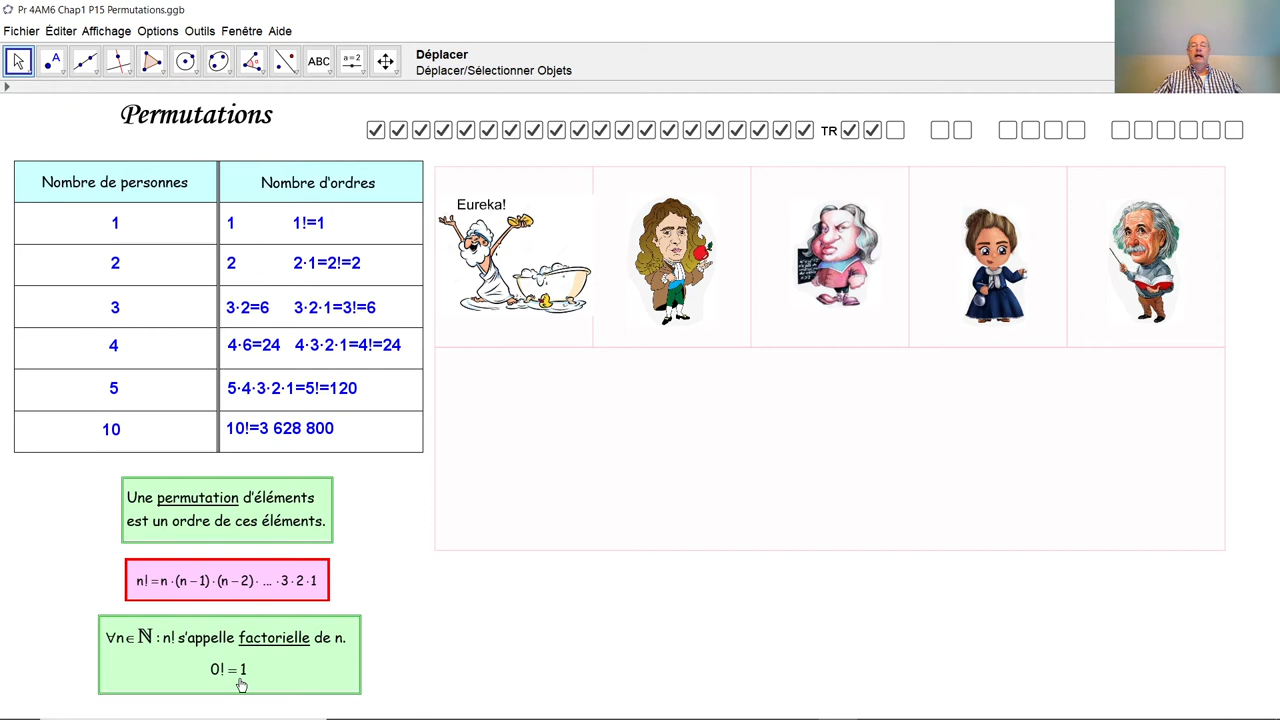 Pr 4AM6 Chap1 P15 Permutations.ggb
Fichier Éditer Affichage Options Outils Fenêtre Aide
A ABC a=2 Déplacer
Déplacer/Sélectionner Objets
Permutations
TR
Nombre de personnes Nombre d'ordres
1 1 1!=1
2 2 2·1=2!=2
3 3·2=6 3·2·1=3!=6
4 4·6=24 4·3·2·1=4!=24
5 5·4·3·2·1=5!=120
10 10!=3 628 800
Eureka!
Une permutation d'éléments
est un ordre de ces éléments.
n! = n · (n – 1) · (n – 2) · ... · 3 · 2 · 1
∀n ∈ ℕ : n! s'appelle factorielle de n.
0! = 1